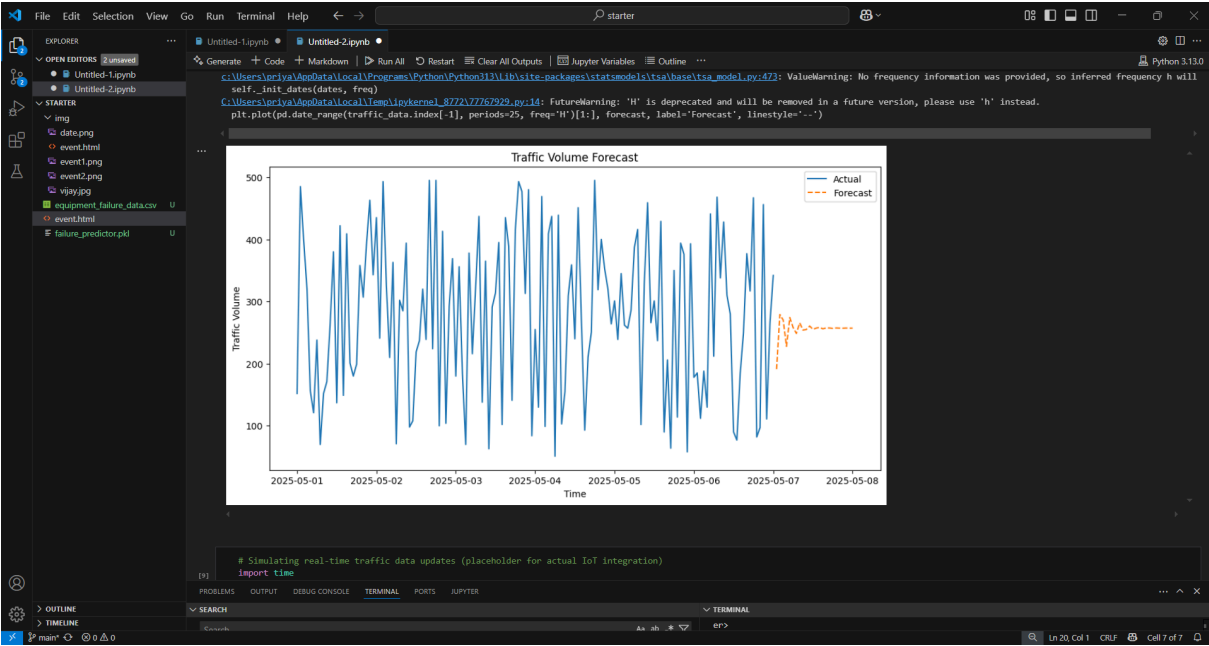 File Edit Selection View Go Run Terminal Help
starter
EXPLORER
OPEN EDITORS 2 unsaved
Untitled-1.ipynb
Untitled-2.ipynb
STARTER
img
date.png
event.html
event1.png
event2.png
vijay.jpg
equipment_failure_data.csv U
event.html
failure_predictor.pkl U
OUTLINE
TIMELINE
2
2
Untitled-1.ipynb
Untitled-2.ipynb
Generate Code Markdown Run All Restart Clear All Outputs Jupyter Variables Outline
Python 3.13.0
c:\Users\priya\AppData\Local\Programs\Python\Python313\Lib\site-packages\statsmodels\tsa\base\tsa_model.py:473: ValueWarning: No frequency information was provided, so inferred frequency h will
self._init_dates(dates, freq)
C:\Users\priya\AppData\Local\Temp\ipykernel_8772\77767929.py:14: FutureWarning: 'H' is deprecated and will be removed in a future version, please use 'h' instead.
plt.plot(pd.date_range(traffic_data.index[-1], periods=25, freq='H')[1:], forecast, label='Forecast', linestyle='--')
Traffic Volume Forecast
Actual
Forecast
500
400
300
200
100
Traffic Volume
2025-05-01 2025-05-02 2025-05-03 2025-05-04 2025-05-05 2025-05-06 2025-05-07 2025-05-08
Time
# Simulating real-time traffic data updates (placeholder for actual IoT integration)
[9] import time
PROBLEMS OUTPUT DEBUG CONSOLE TERMINAL PORTS JUPYTER
SEARCH
TERMINAL
Search
Aa ab .*
er>
main* 0 0
Ln 20, Col 1 CRLF Cell 7 of 7